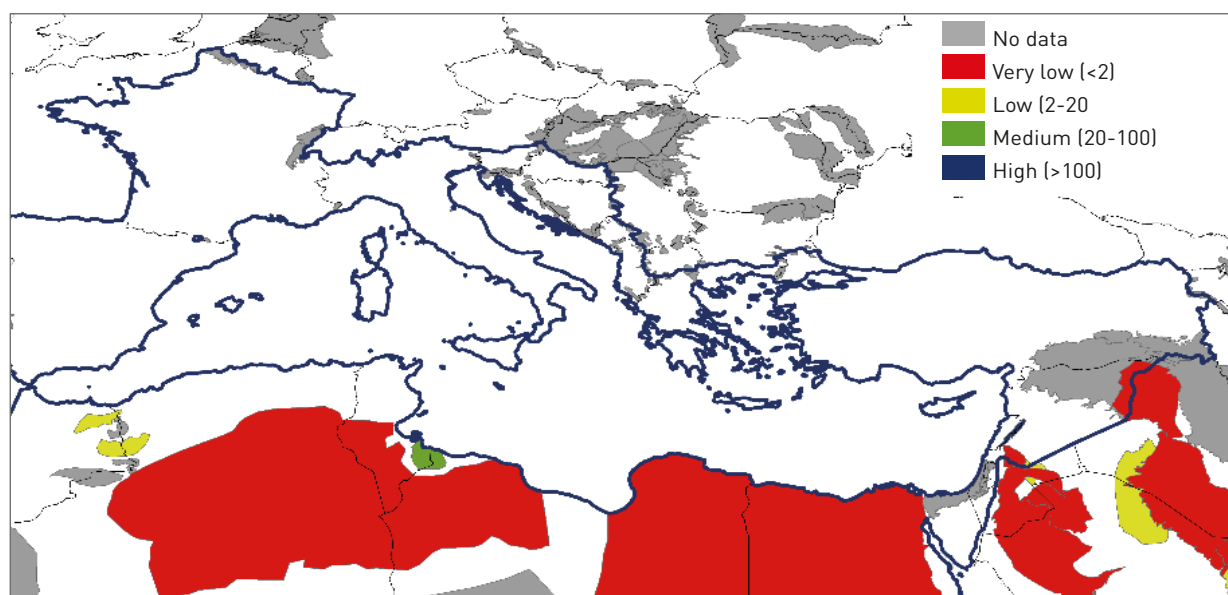 No data
Very low (<2)
Low (2-20
Medium (20-100)
High (>100)